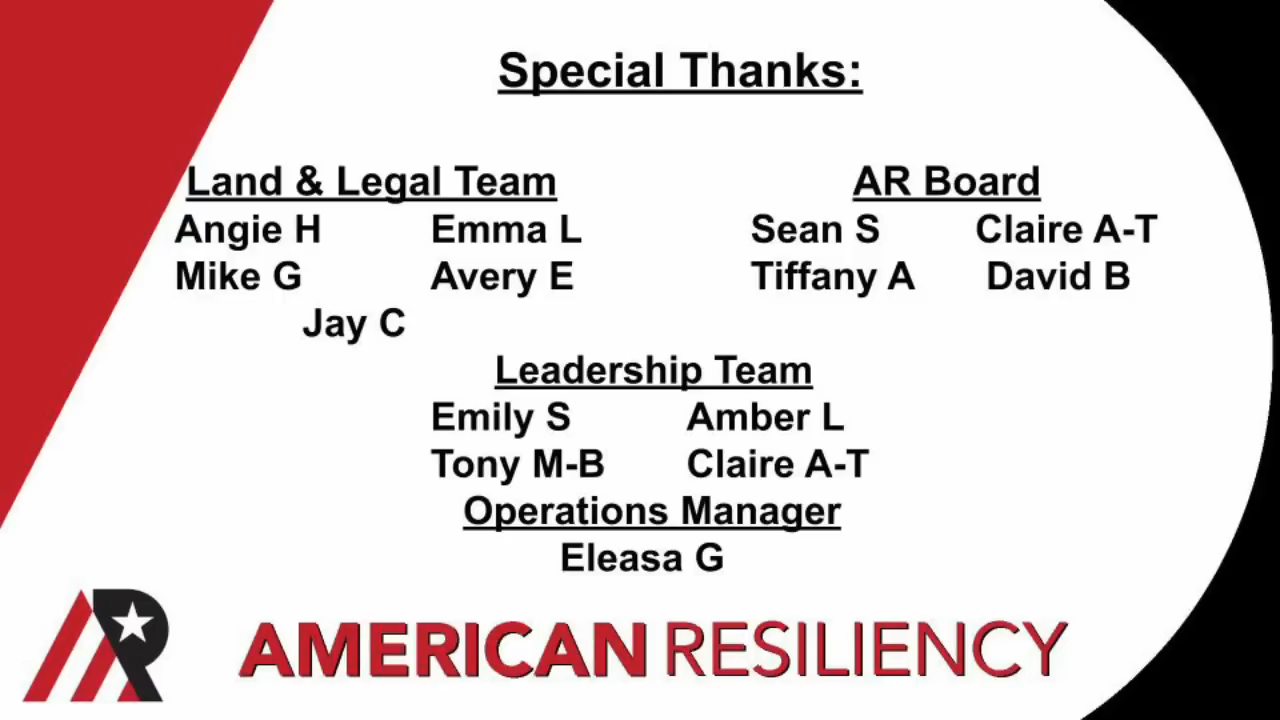 Special Thanks:
Land & Legal Team AR Board
Angie H Emma L Sean S Claire A-T
Mike G Avery E Tiffany A David B
Jay C
Leadership Team
Emily S Amber L
Tony M-B Claire A-T
Operations Manager
Eleasa G
AR AMERICAN RESILIENCY